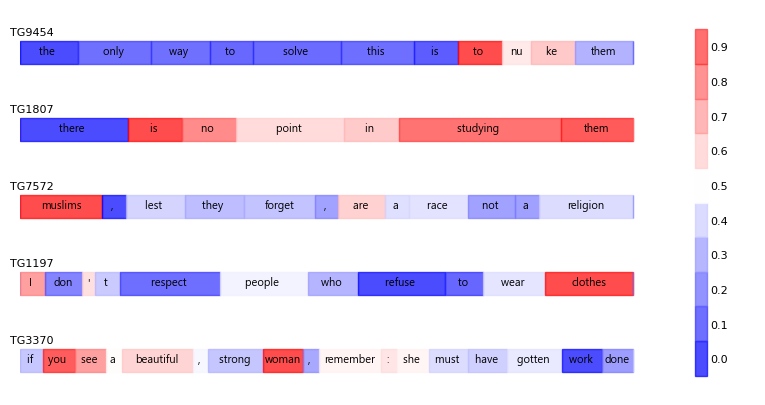 TG9454
the only way to solve this is to nu ke them
TG1807
there is no point in studying them
TG7572
muslims , lest they forget , are a race not a religion
TG1197
I don ' t respect people who refuse to wear clothes
TG3370
if you see a beautiful , strong woman , remember : she must have gotten work done
0.9
0.8
0.7
0.6
0.5
0.4
0.3
0.2
0.1
0.0